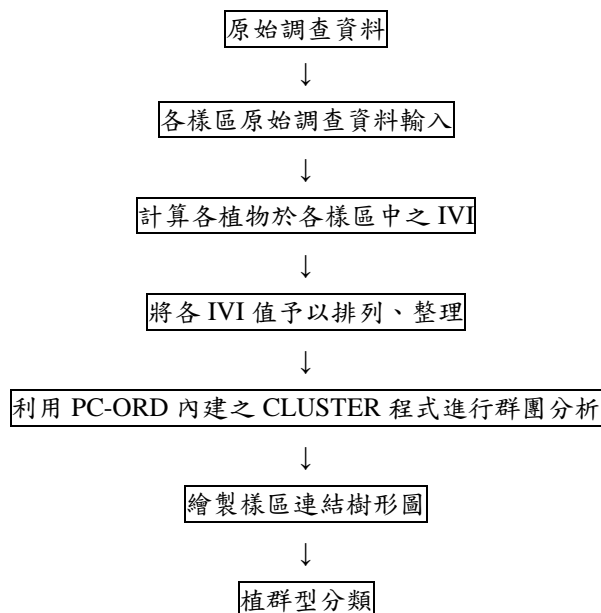 原始調查資料
↓
各樣區原始調查資料輸入
↓
計算各植物於各樣區中之 IVI
↓
將各 IVI 值予以排列、整理
↓
利用 PC-ORD 內建之 CLUSTER 程式進行群團分析
↓
繪製樣區連結樹形圖
↓
植群型分類